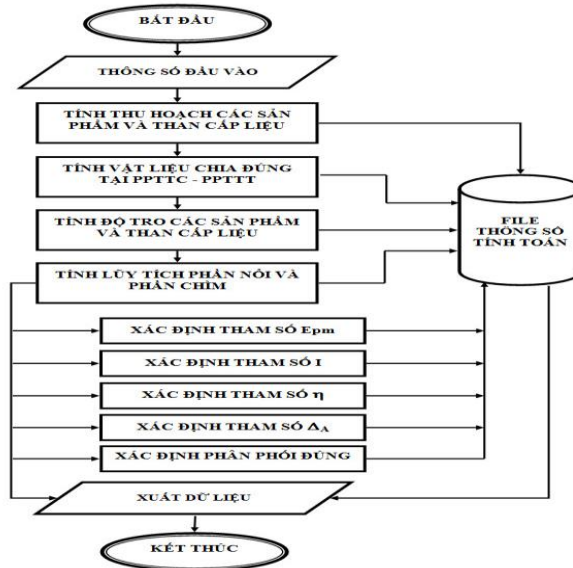 BẮT ĐẦU
THÔNG SỐ ĐẦU VÀO
TÍNH THU HOẠCH CÁC SẢN
PHẨM VÀ THAN CẤP LIỆU
TÍNH VẬT LIỆU CHIA ĐÚNG
TẠI PPTTC - PPTTT
TÍNH ĐỘ TRO CÁC SẢN PHẨM
VÀ THAN CẤP LIỆU
TÍNH LŨY TÍCH PHẦN NỔI VÀ
PHẦN CHÌM
FILE
THÔNG SỐ
TÍNH TOÁN
XÁC ĐỊNH THAM SỐ Epm
XÁC ĐỊNH THAM SỐ I
XÁC ĐỊNH THAM SỐ η
XÁC ĐỊNH THAM SỐ Δ_A
XÁC ĐỊNH PHÂN PHỐI ĐÚNG
XUẤT DỮ LIỆU
KẾT THÚC